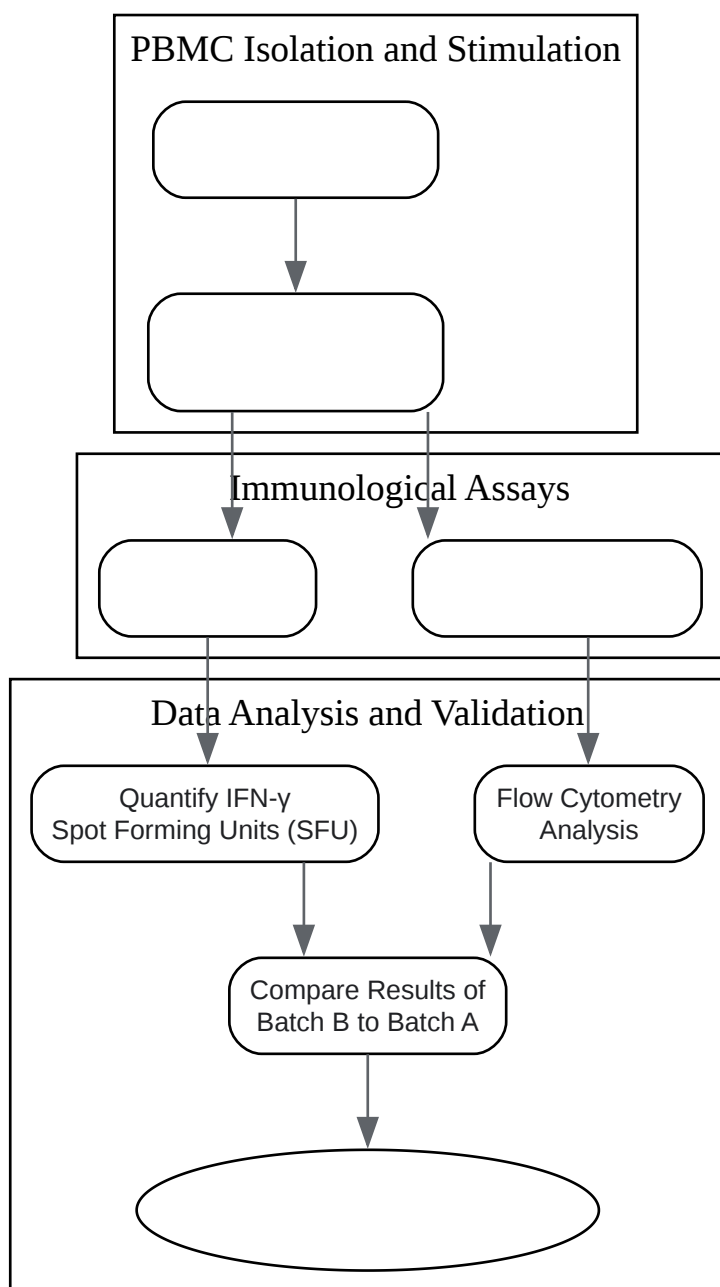 PBMC Isolation and Stimulation
Immunological Assays
Data Analysis and Validation
Quantify IFN-γ
Spot Forming Units (SFU)
Flow Cytometry
Analysis
Compare Results of
Batch B to Batch A